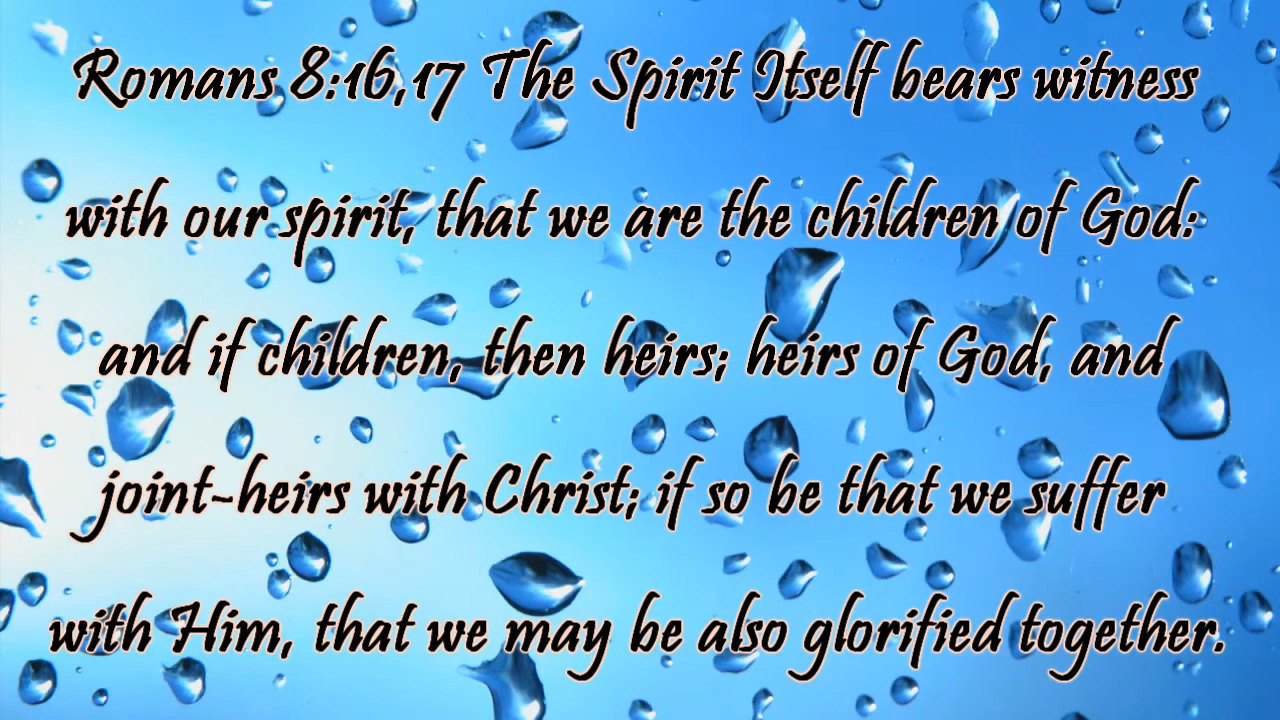 Romans 8:16,17 The Spirit Itself bears witness
with our spirit, that we are the children of God:
and if children, then heirs; heirs of God, and
joint-heirs with Christ; if so be that we suffer
with Him, that we may be also glorified together.